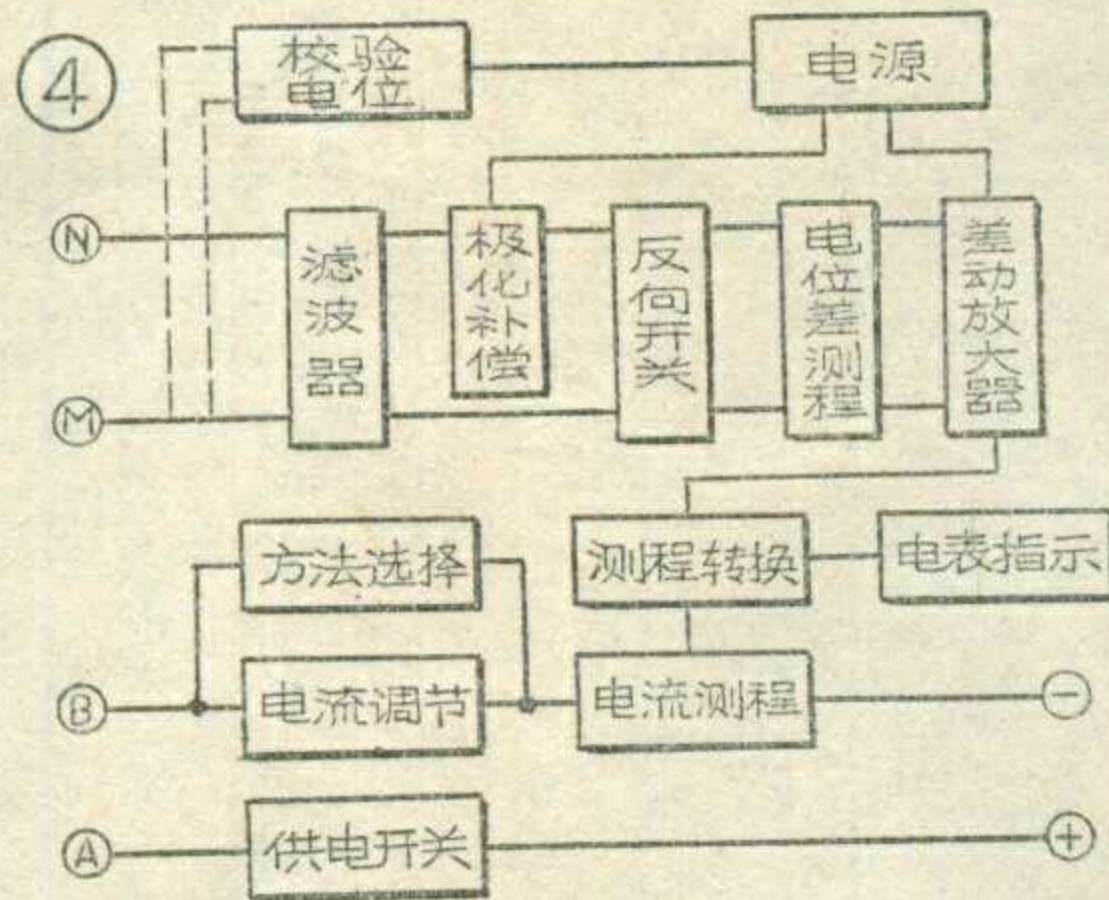 ④
校验
电位
电源
N
滤波器
极化补偿
反向开关
电位差测程
差动放大器
M
方法选择
测程转换
电表指示
B
电流调节
电流测程
−
A
供电开关
+